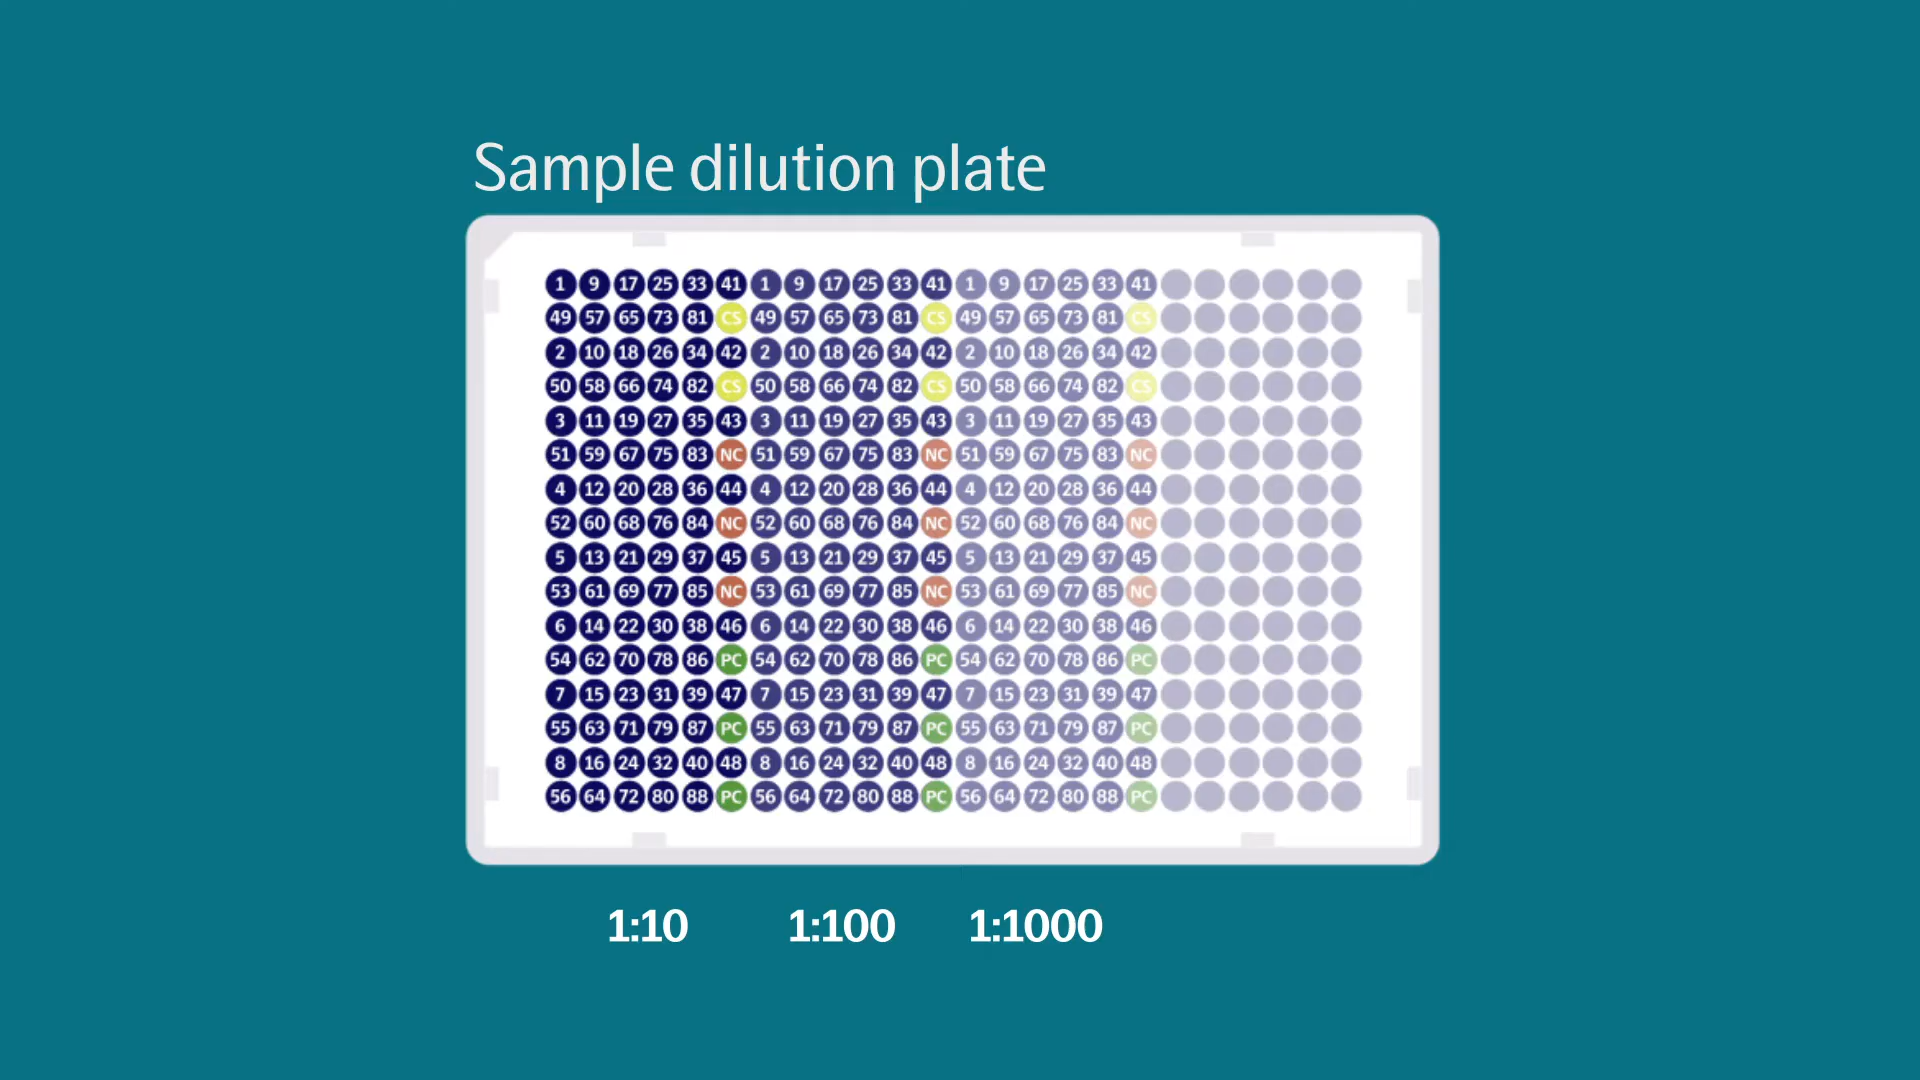 Sample dilution plate
1 9 17 25 33 41 1 9 17 25 33 41 1 9 17 25 33 41
49 57 65 73 81 CS 49 57 65 73 81 CS 49 57 65 73 81 CS
2 10 18 26 34 42 2 10 18 26 34 42 2 10 18 26 34 42
50 58 66 74 82 CS 50 58 66 74 82 CS 50 58 66 74 82 CS
3 11 19 27 35 43 3 11 19 27 35 43 3 11 19 27 35 43
51 59 67 75 83 NC 51 59 67 75 83 NC 51 59 67 75 83 NC
4 12 20 28 36 44 4 12 20 28 36 44 4 12 20 28 36 44
52 60 68 76 84 NC 52 60 68 76 84 NC 52 60 68 76 84 NC
5 13 21 29 37 45 5 13 21 29 37 45 5 13 21 29 37 45
53 61 69 77 85 NC 53 61 69 77 85 NC 53 61 69 77 85 NC
6 14 22 30 38 46 6 14 22 30 38 46 6 14 22 30 38 46
54 62 70 78 86 PC 54 62 70 78 86 PC 54 62 70 78 86 PC
7 15 23 31 39 47 7 15 23 31 39 47 7 15 23 31 39 47
55 63 71 79 87 PC 55 63 71 79 87 PC 55 63 71 79 87 PC
8 16 24 32 40 48 8 16 24 32 40 48 8 16 24 32 40 48
56 64 72 80 88 PC 56 64 72 80 88 PC 56 64 72 80 88 PC
1:10 1:100 1:1000